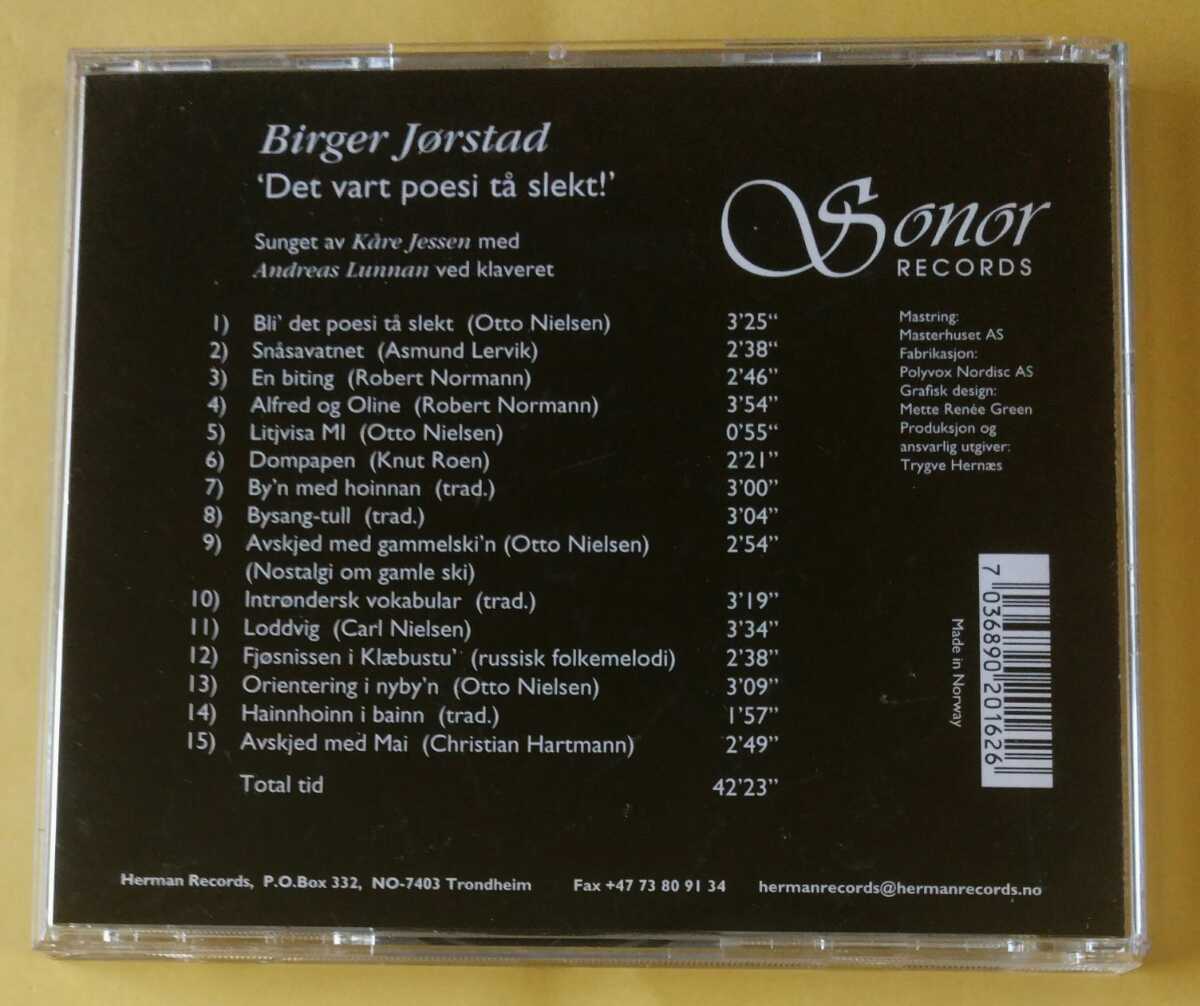 Birger Jørstad
‘Det vart poesi tå slekt!’
Sunget av Kåre Jessen med
Andreas Lunnan ved klaveret
Sonor
RECORDS
1) Bli’ det poesi tå slekt (Otto Nielsen) 3’25“
2) Snåsavatnet (Asmund Lervik) 2’38“
3) En biting (Robert Normann) 2’46“
4) Alfred og Oline (Robert Normann) 3’54“
5) Litjvisa MI (Otto Nielsen) 0’55“
6) Dompapen (Knut Roen) 2’21”
7) By’n med hoinnan (trad.) 3’00”
8) Bysang-tull (trad.) 3’04”
9) Avskjed med gammelski’n (Otto Nielsen) 2’54”
(Nostalgi om gamle ski)
10) Intrøndersk vokabular (trad.) 3’19”
11) Loddvig (Carl Nielsen) 3’34”
12) Fjøsnissen i Klæbustu’ (russisk folkemelodi) 2’38”
13) Orientering i nyby’n (Otto Nielsen) 3’09”
14) Hainnhoinn i bainn (trad.) 1’57”
15) Avskjed med Mai (Christian Hartmann) 2’49”
Total tid 42’23”
Mastring:
Masterhuset AS
Fabrikasjon:
Polyvox Nordisc AS
Grafisk design:
Mette Renée Green
Produksjon og
ansvarlig utgiver:
Trygve Hernæs
Made in Norway
7 036890 201626
Herman Records, P.O.Box 332, NO-7403 Trondheim Fax +47 73 80 91 34 hermanrecords@hermanrecords.no